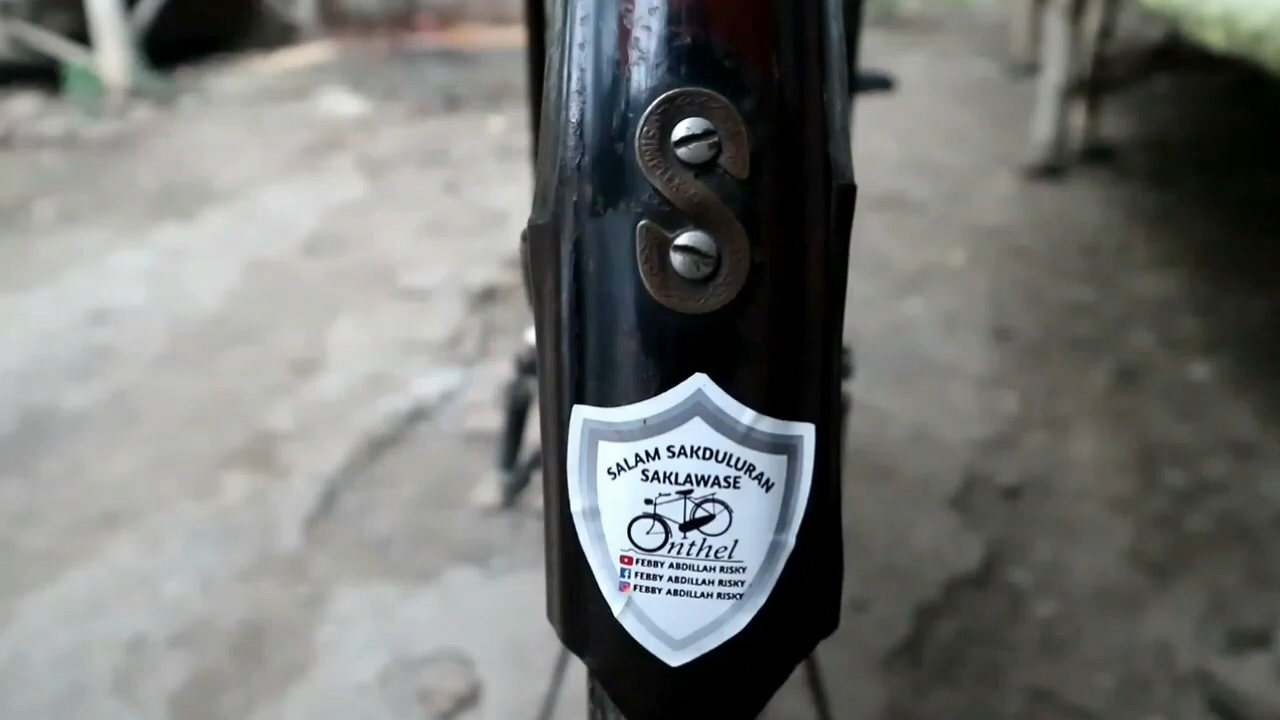 S
SALAM SAKDULURAN
SAKLAWASE
Onthel
FEBBY ABDILLAH RISKY
FEBBY ABDILLAH RISKY
FEBBY ABDILLAH RISKY